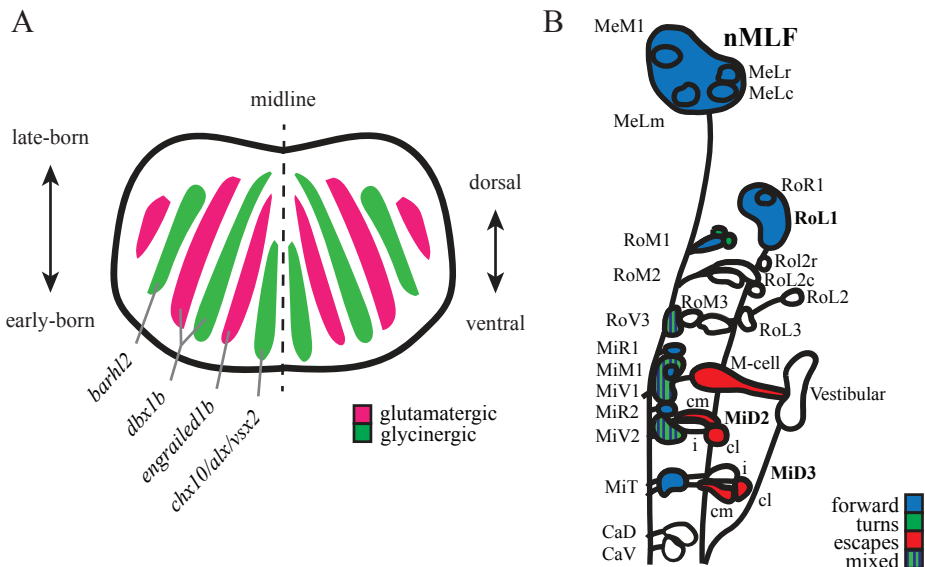 A
midline
late-born
early-born
dorsal
ventral
barhl2
dbx1b
engrailed1b
chx10/alx/vsx2
glutamatergic
glycinergic
B
nMLF
MeM1
MeLr
MeLc
MeLm
RoR1
RoL1
RoM1
Rol2r
RoM2
RoL2c
RoL2
RoM3
RoV3
RoL3
MiR1
M-cell
MiM1
MiV1
Vestibular
MiR2
cm
MiD2
MiV2
i
cl
i
MiD3
MiT
cl
cm
CaD
CaV
forward
turns
escapes
mixed